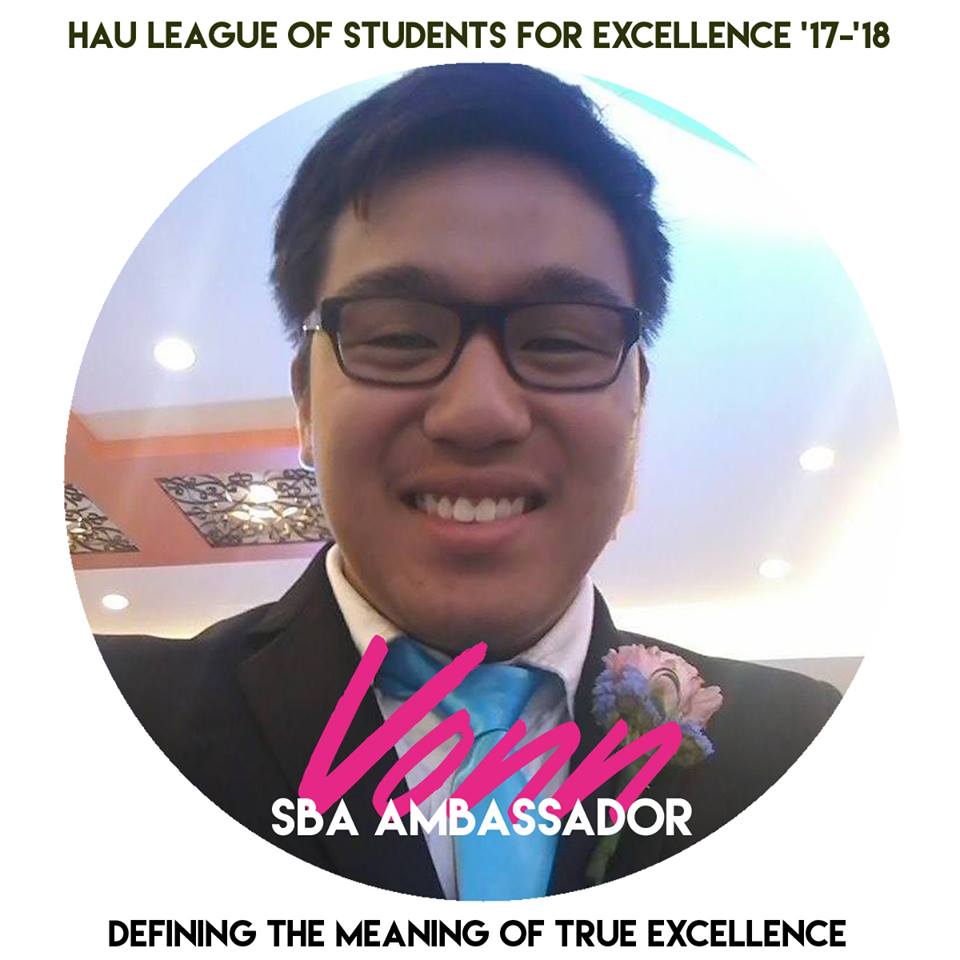 HAU LEAGUE OF STUDENTS FOR EXCELLENCE '17-'18
Vonn
SBA AMBASSADOR
DEFINING THE MEANING OF TRUE EXCELLENCE